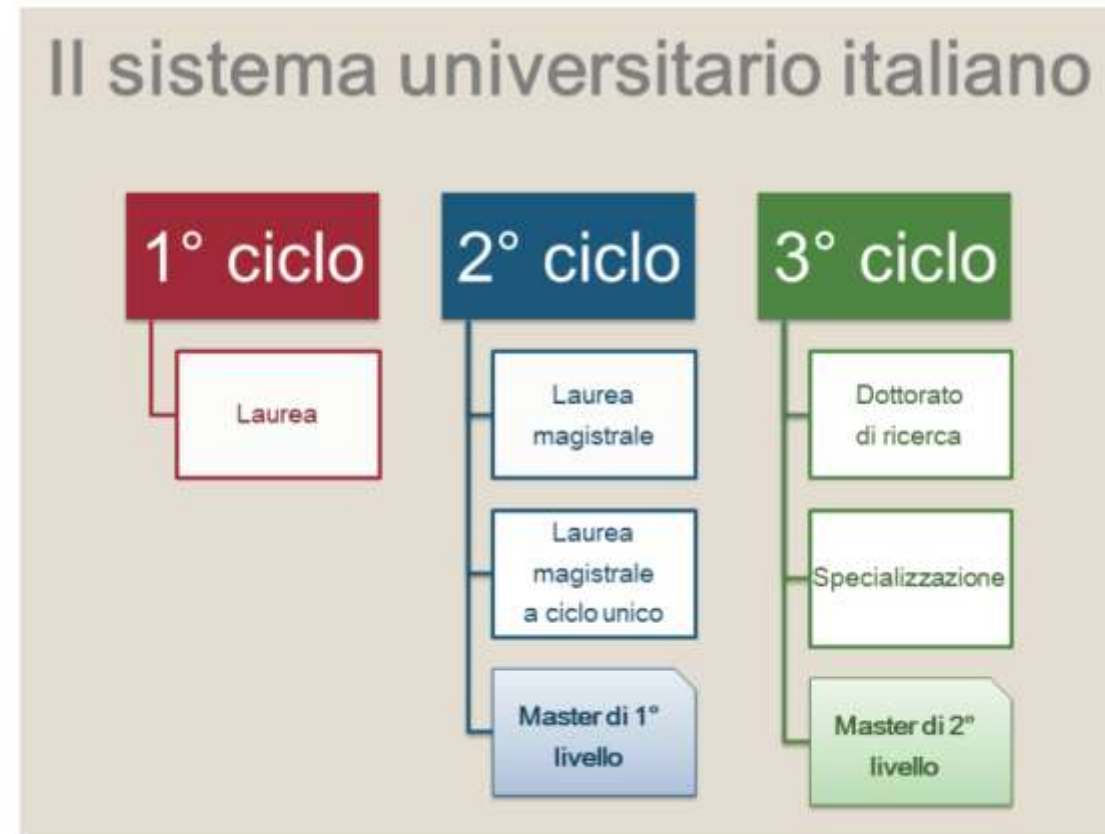 Il sistema universitario italiano
1° ciclo
Laurea
2° ciclo
Laurea
magistrale
Laurea
magistrale
a ciclo unico
Master di 1°
livello
3° ciclo
Dottorato
di ricerca
Specializzazione
Master di 2°
livello